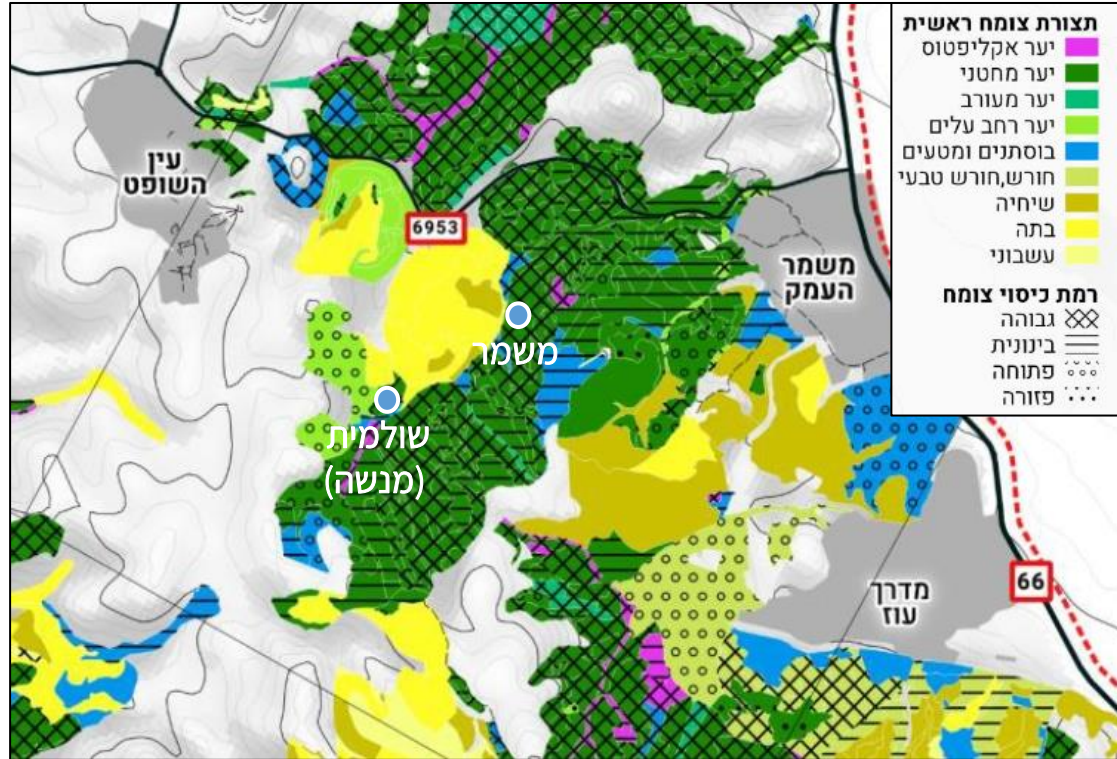 תצורת צומח ראשית
יער אקליפטוס
יער מחטני
יער מעורב
יער רחב עלים
בוסתנים ומטעים
חורש,חורש טבעי
שיחיה
בתה
עשבוני
רמת כיסוי צומח
גבוהה
בינונית
פתוחה
פזורה
עין
השופט
6953
משמר
העמק
משמר
שולמית
(מנשה)
מדרך
עוז
66